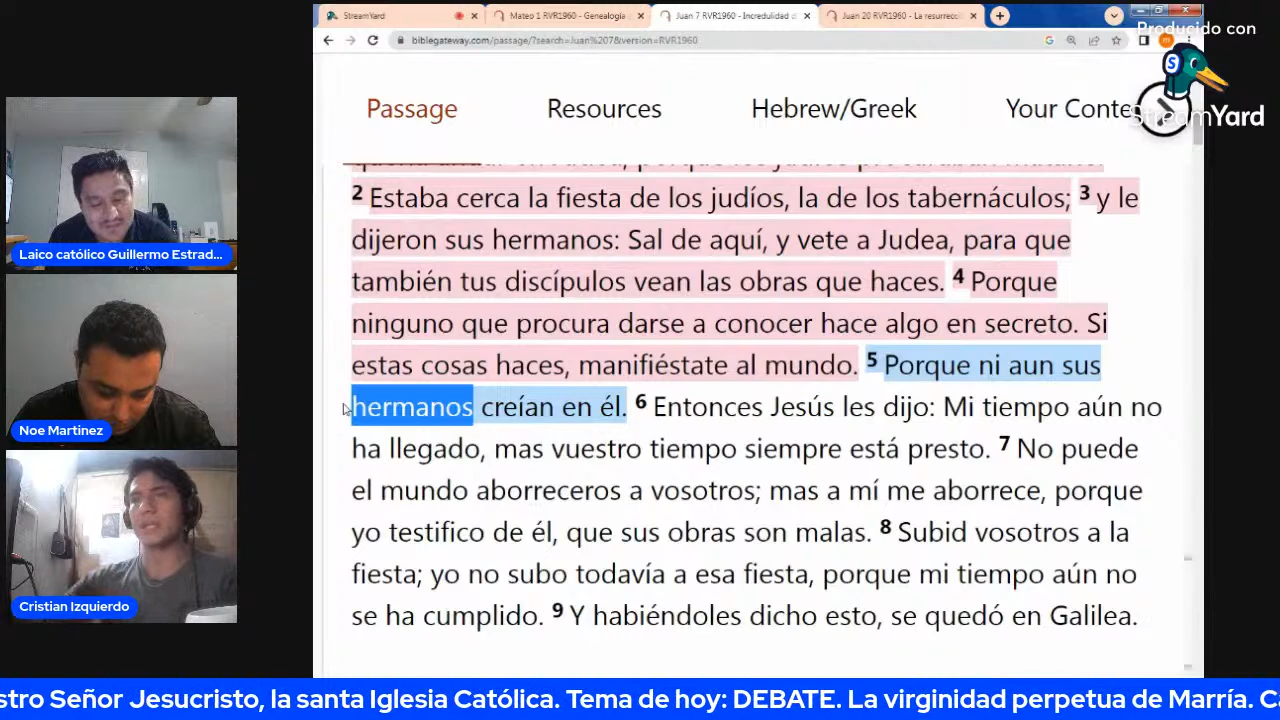 StreamYard
Mateo 1 RVR1960 - Genealogía
Juan 7 RVR1960 - Incredulidad d
Juan 20 RVR1960 - La resurrecci
biblegateway.com/passage/?search=Juan%207&version=RVR1960
Producido con
StreamYard
Passage
Resources
Hebrew/Greek
Your Conte
2 Estaba cerca la fiesta de los judíos, la de los tabernáculos; 3 y le
dijeron sus hermanos: Sal de aquí, y vete a Judea, para que
también tus discípulos vean las obras que haces. 4 Porque
ninguno que procura darse a conocer hace algo en secreto. Si
estas cosas haces, manifiéstate al mundo. 5 Porque ni aun sus
hermanos creían en él. 6 Entonces Jesús les dijo: Mi tiempo aún no
ha llegado, mas vuestro tiempo siempre está presto. 7 No puede
el mundo aborreceros a vosotros; mas a mí me aborrece, porque
yo testifico de él, que sus obras son malas. 8 Subid vosotros a la
fiesta; yo no subo todavía a esa fiesta, porque mi tiempo aún no
se ha cumplido. 9 Y habiéndoles dicho esto, se quedó en Galilea.
Laico católico Guillermo Estrad...
Noe Martinez
Cristian Izquierdo
stro Señor Jesucristo, la santa Iglesia Católica. Tema de hoy: DEBATE. La virginidad perpetua de Marría. C